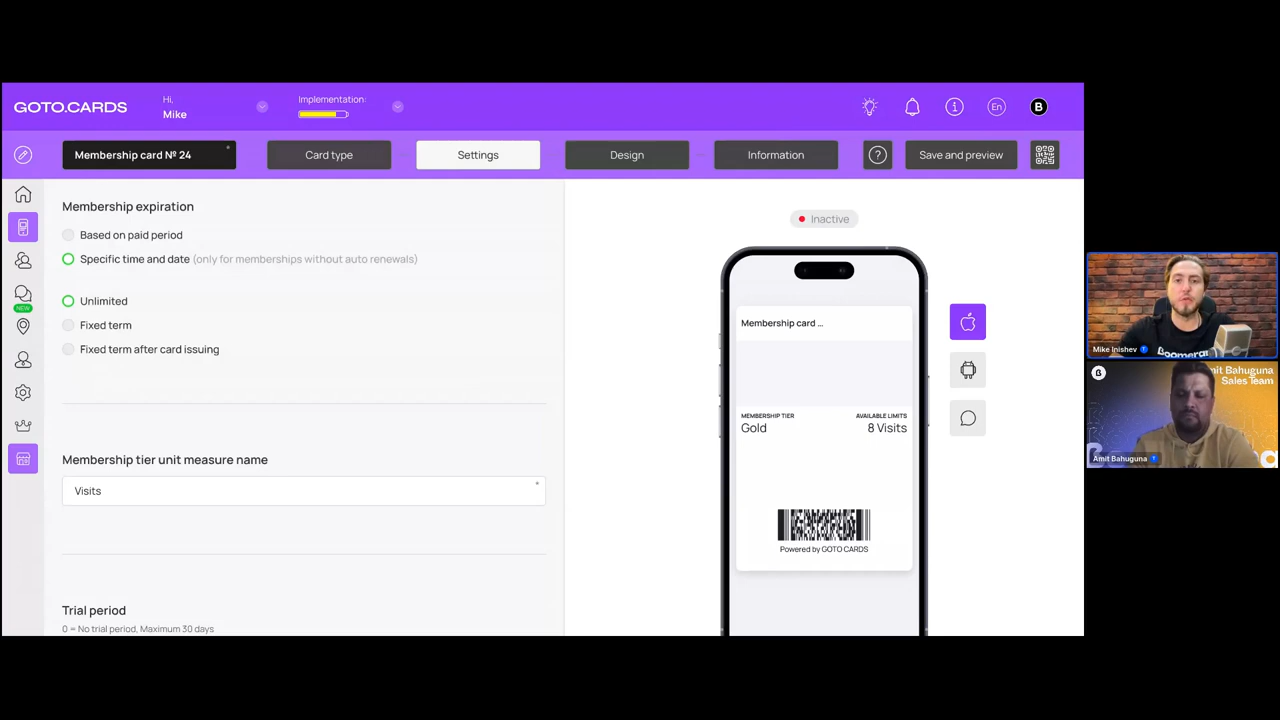 GOTO.CARDS
Hi,
Mike
Implementation:
En
B
Membership card № 24 *
Card type
Settings
Design
Information
?
Save and preview
NEW
Membership expiration
Based on paid period
Specific time and date (only for memberships without auto renewals)
Unlimited
Fixed term
Fixed term after card issuing
Membership tier unit measure name
Visits *
Trial period
0 = No trial period, Maximum 30 days
Inactive
Membership card ...
MEMBERSHIP TIER
AVAILABLE LIMITS
Gold
8 Visits
Powered by GOTO CARDS
Boomeran
Mike Inishev
mit Bahuguna
Sales Team
Amit Bahuguna